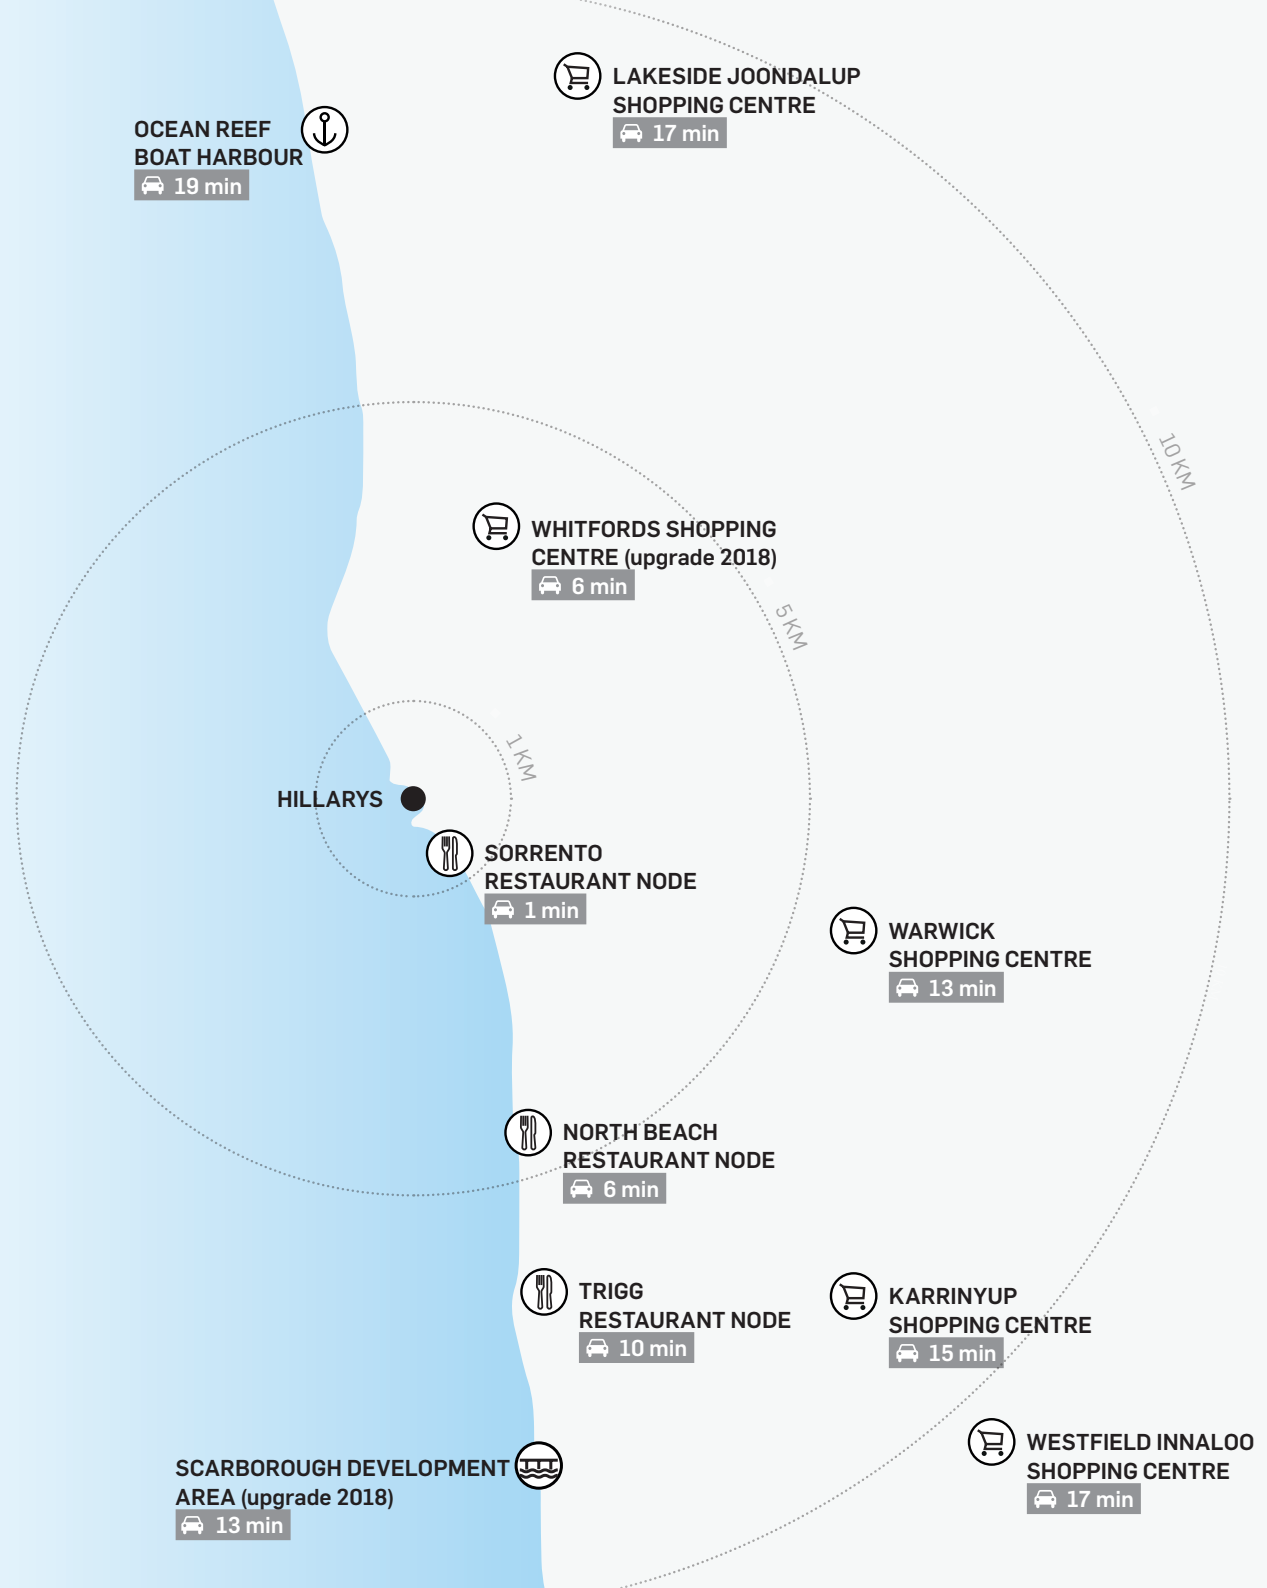 LAKESIDE JOONDALUP
SHOPPING CENTRE
17 min
OCEAN REEF
BOAT HARBOUR
19 min
10 KM
WHITFORDS SHOPPING
CENTRE (upgrade 2018)
6 min
5 KM
1 KM
HILLARYS
SORRENTO
RESTAURANT NODE
1 min
WARWICK
SHOPPING CENTRE
13 min
NORTH BEACH
RESTAURANT NODE
6 min
TRIGG
RESTAURANT NODE
10 min
KARRINYUP
SHOPPING CENTRE
15 min
WESTFIELD INNALOO
SHOPPING CENTRE
17 min
SCARBOROUGH DEVELOPMENT
AREA (upgrade 2018)
13 min